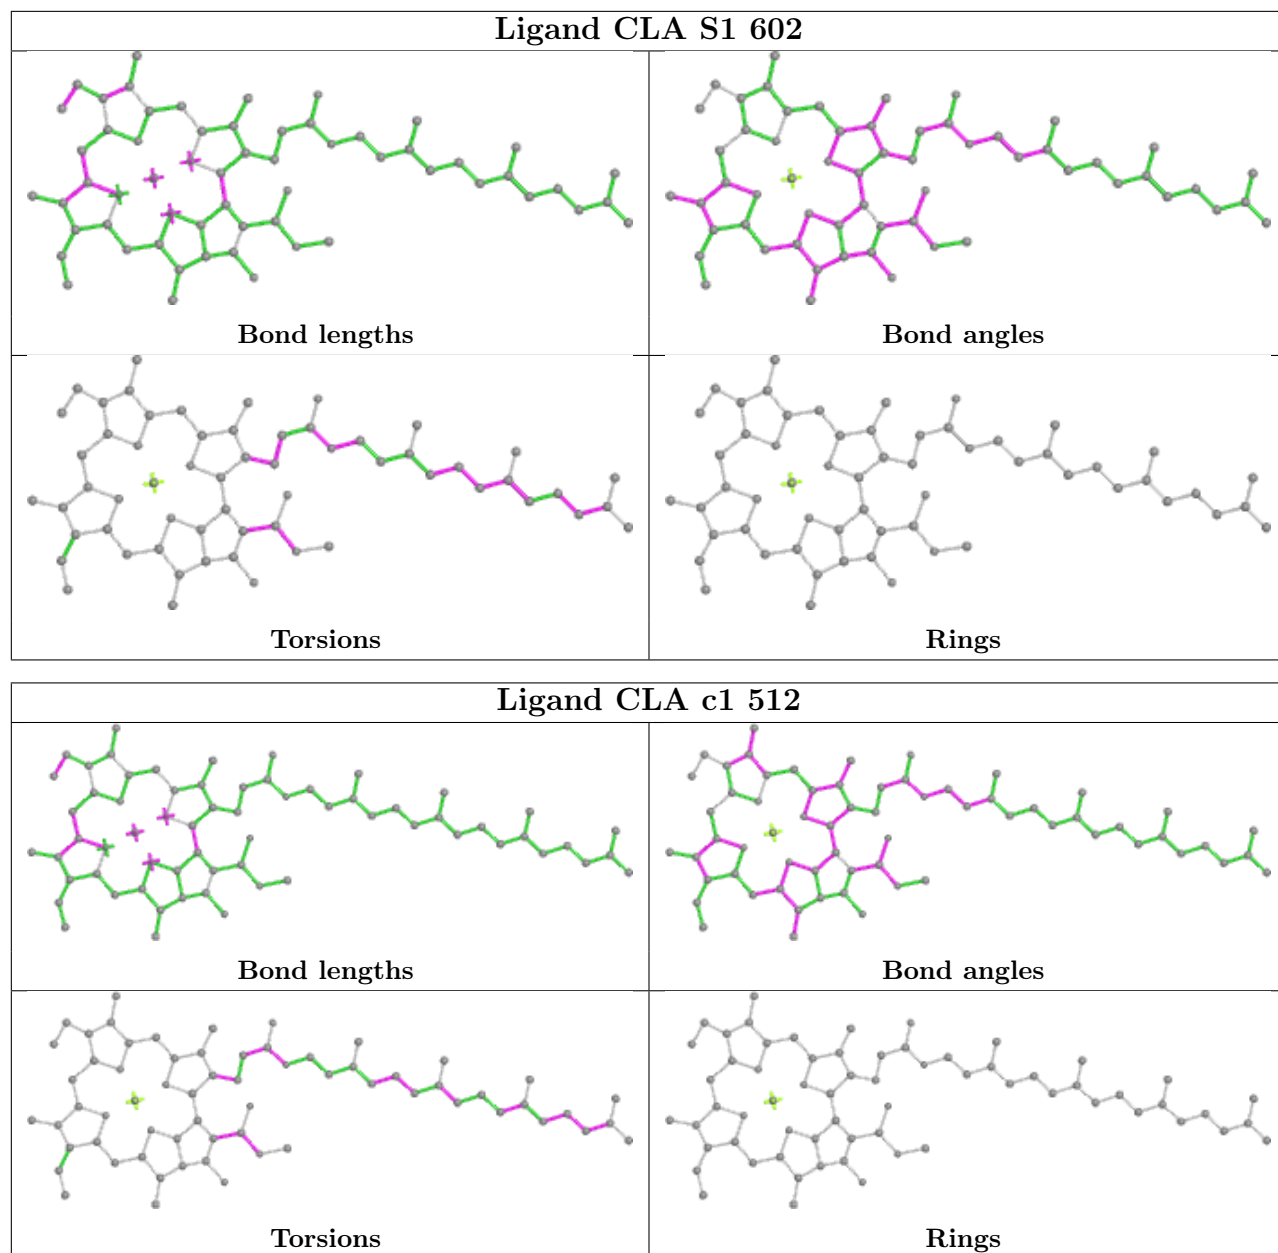 Ligand CLA S1 602
Bond lengths
Bond angles
Torsions
Rings
Ligand CLA c1 512
Bond lengths
Bond angles
Torsions
Rings